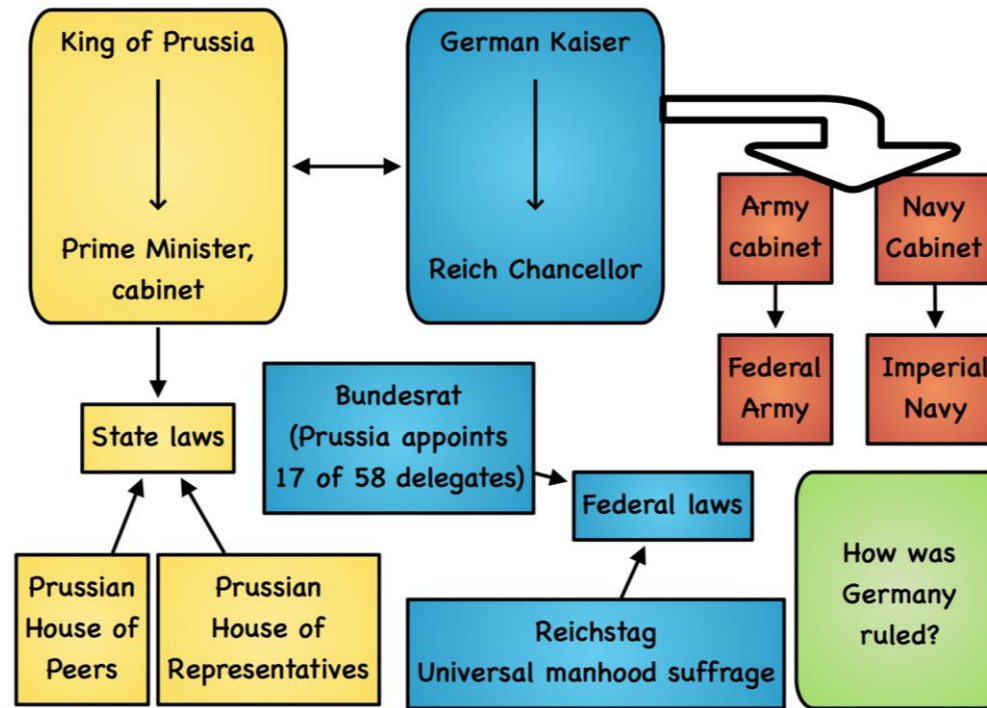 King of Prussia
Prime Minister,
cabinet
German Kaiser
Reich Chancellor
Army
cabinet
Navy
Cabinet
Federal
Army
Imperial
Navy
State laws
Bundesrat
(Prussia appoints
17 of 58 delegates)
Federal laws
Prussian
House of
Peers
Prussian
House of
Representatives
Reichstag
Universal manhood suffrage
How was
Germany
ruled?